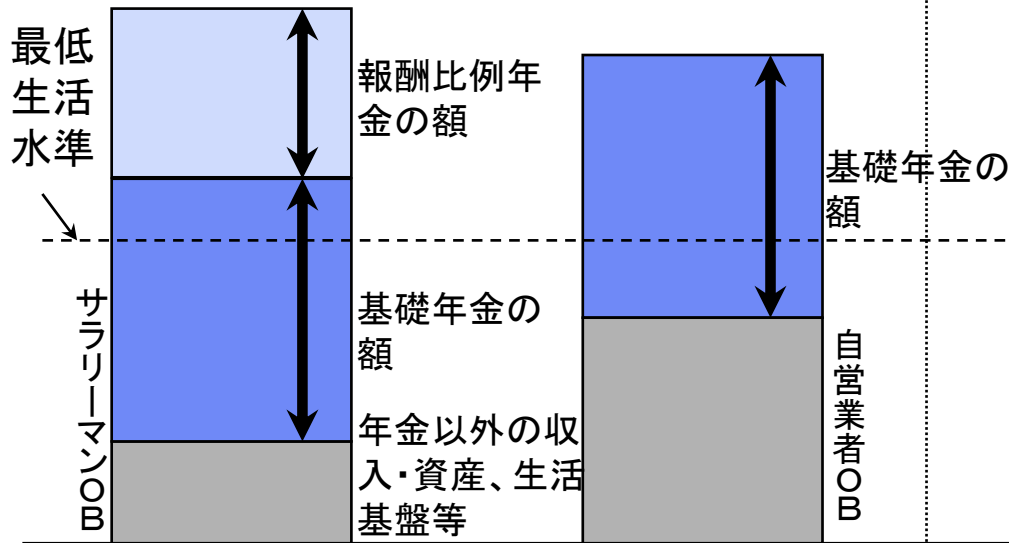 最低
生活
水準
報酬比例年
金の額
基礎年金の
額
サラリーマンOB
基礎年金の
額
年金以外の収
入・資産、生活
基盤等
自営業者OB